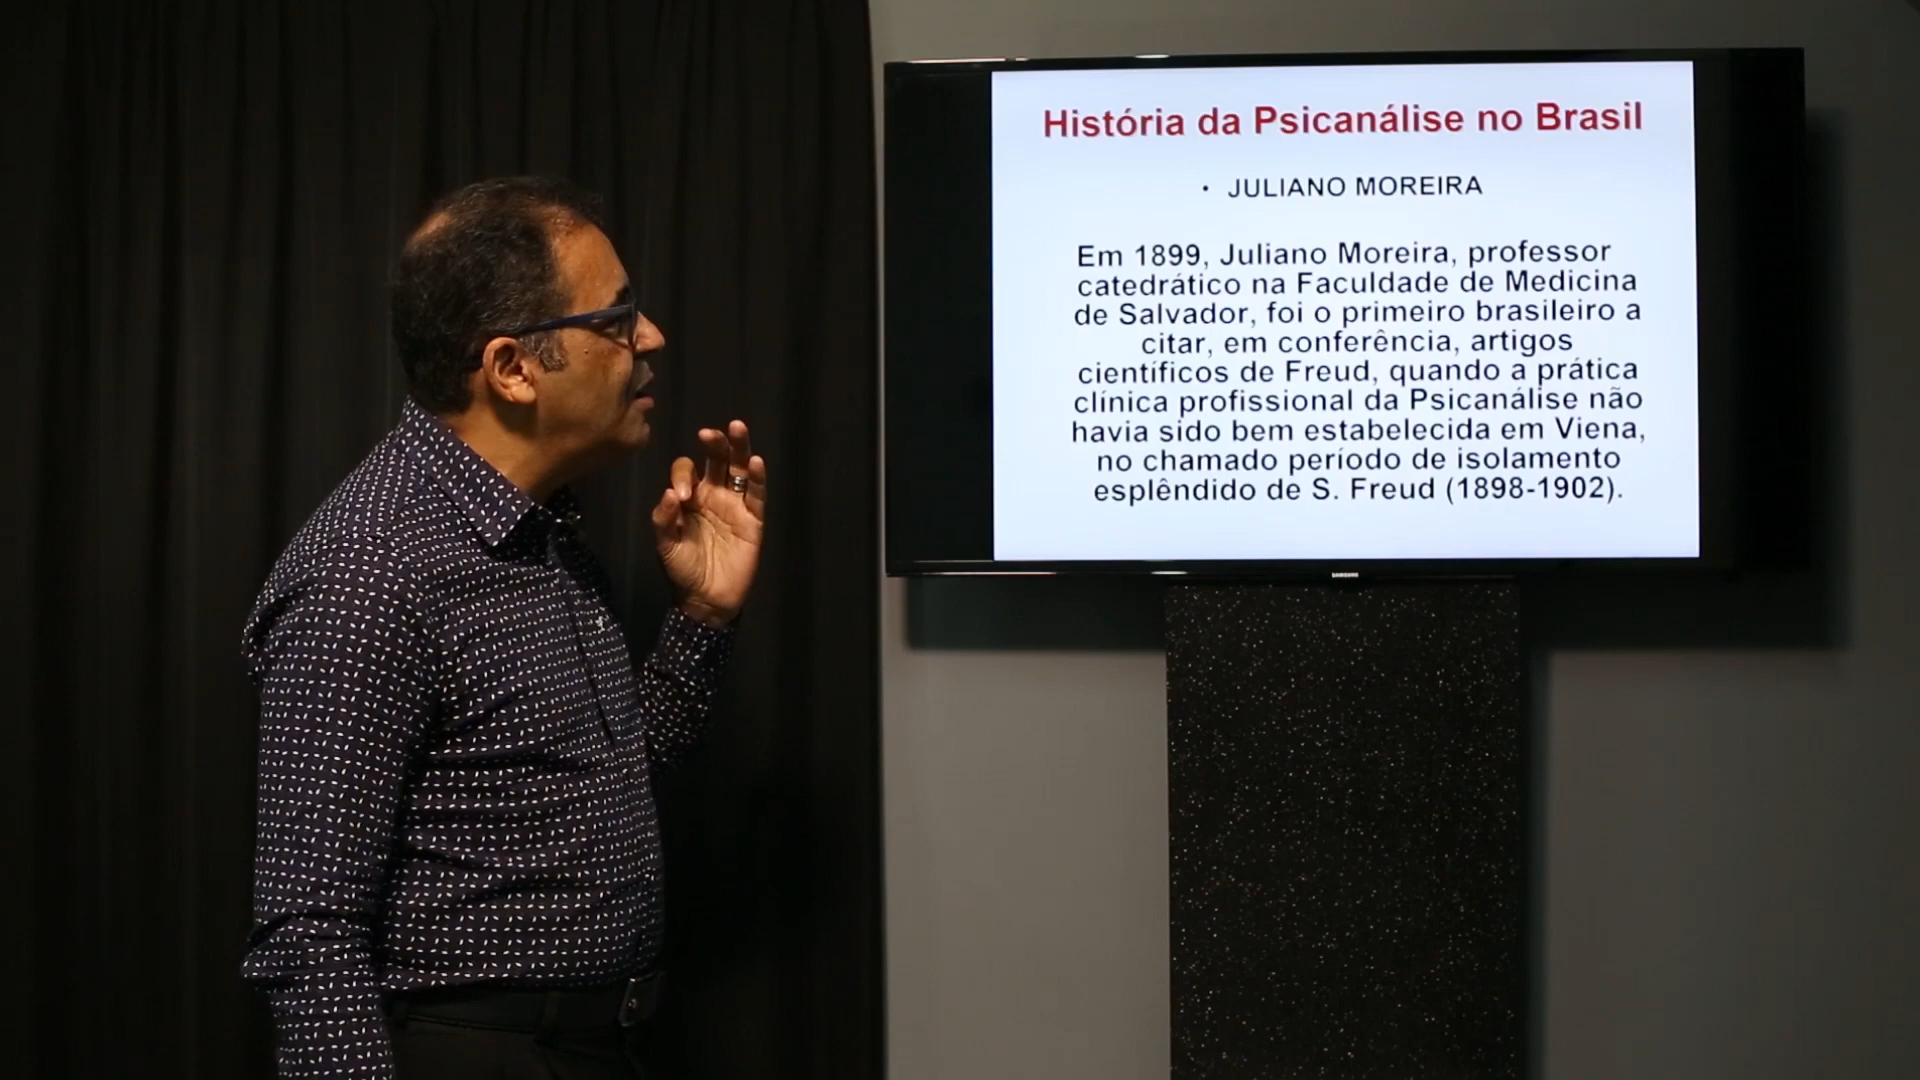 História da Psicanálise no Brasil
• JULIANO MOREIRA
Em 1899, Juliano Moreira, professor
catedrático na Faculdade de Medicina
de Salvador, foi o primeiro brasileiro a
citar, em conferência, artigos
científicos de Freud, quando a prática
clínica profissional da Psicanálise não
havia sido bem estabelecida em Viena,
no chamado período de isolamento
esplêndido de S. Freud (1898-1902).
SAMSUNG